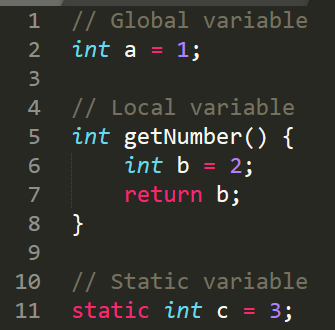 1 // Global variable
2 int a = 1;
3
4 // Local variable
5 int getNumber() {
6     int b = 2;
7     return b;
8 }
9
10 // Static variable
11 static int c = 3;